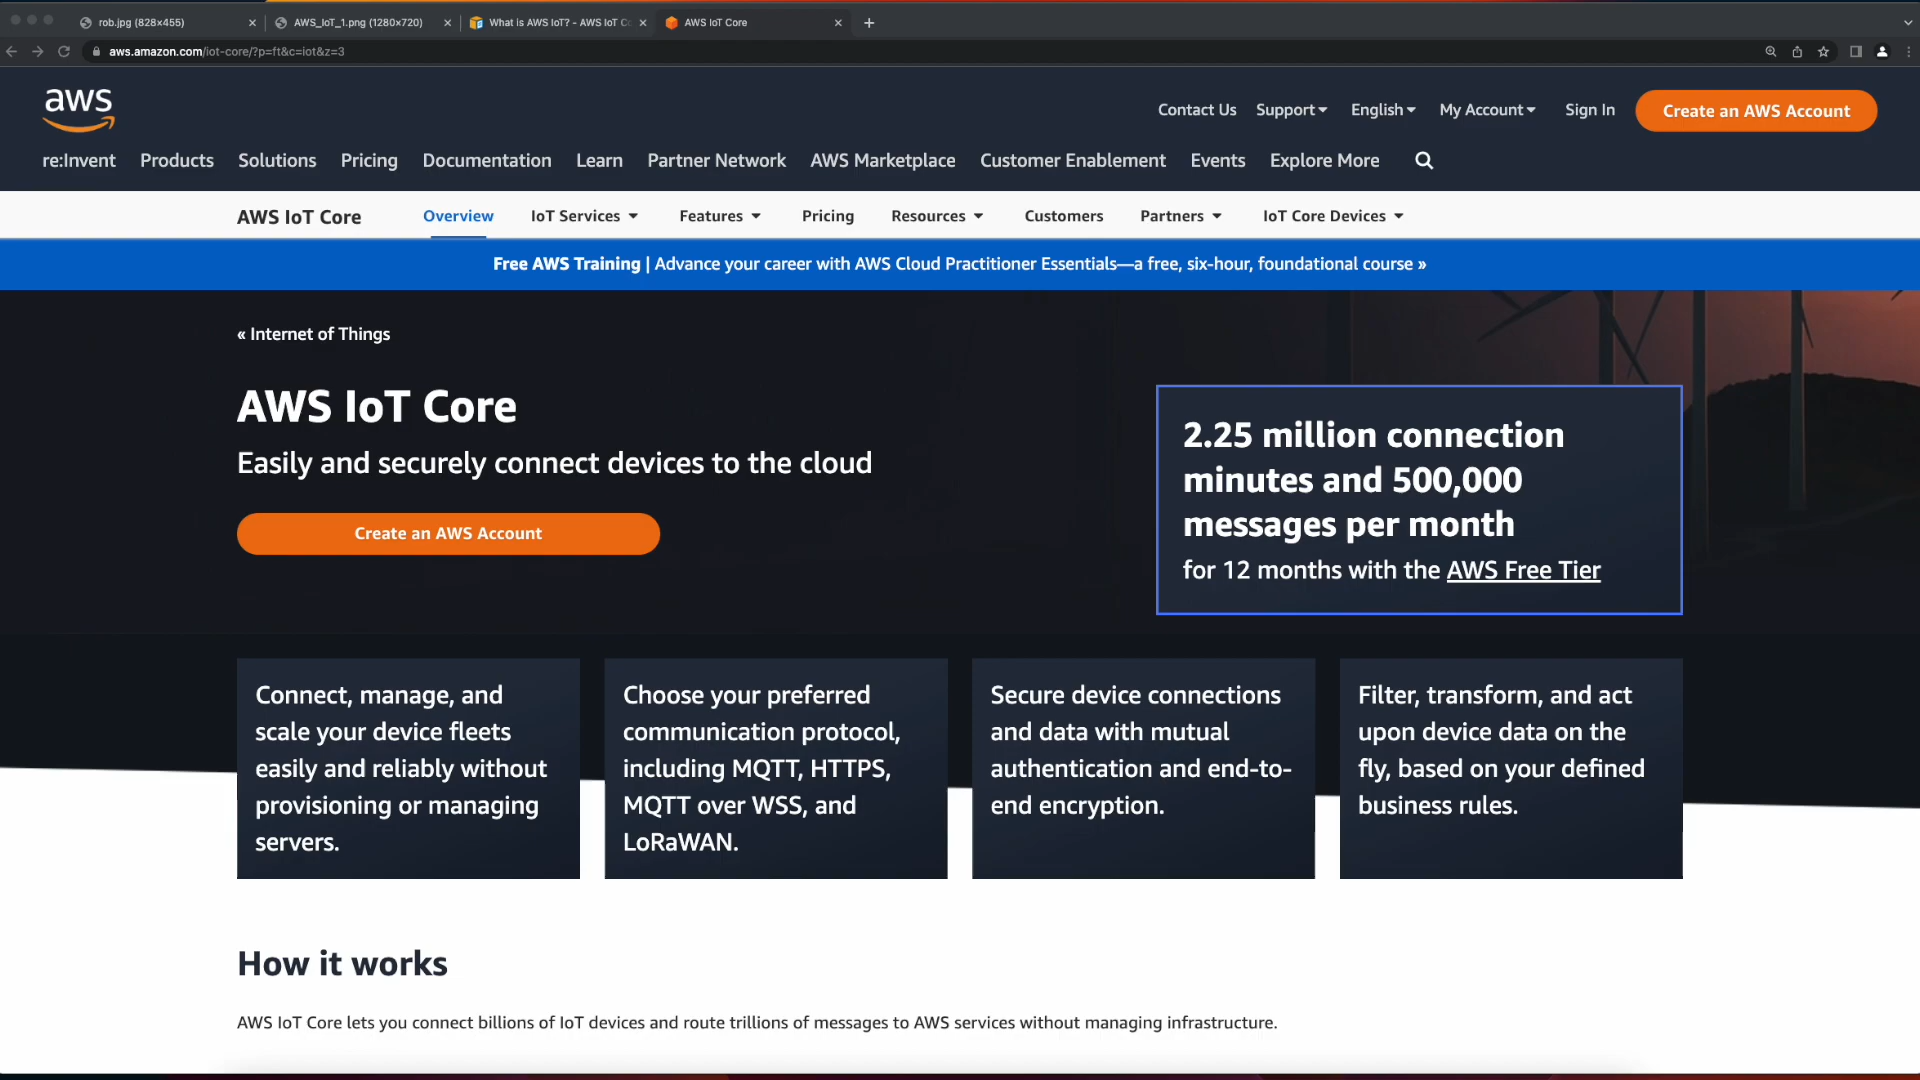 rob.jpg (828×455)
AWS_IoT_1.png (1280×720)
What is AWS IoT? - AWS IoT Co
AWS IoT Core
aws.amazon.com/iot-core/?p=ft&c=iot&z=3
aws
Contact Us Support English My Account Sign In Create an AWS Account
re:Invent Products Solutions Pricing Documentation Learn Partner Network AWS Marketplace Customer Enablement Events Explore More
AWS IoT Core Overview IoT Services Features Pricing Resources Customers Partners IoT Core Devices
Free AWS Training | Advance your career with AWS Cloud Practitioner Essentials—a free, six-hour, foundational course »
« Internet of Things
AWS IoT Core
Easily and securely connect devices to the cloud
Create an AWS Account
2.25 million connection
minutes and 500,000
messages per month
for 12 months with the AWS Free Tier
Connect, manage, and
scale your device fleets
easily and reliably without
provisioning or managing
servers.
Choose your preferred
communication protocol,
including MQTT, HTTPS,
MQTT over WSS, and
LoRaWAN.
Secure device connections
and data with mutual
authentication and end-to-
end encryption.
Filter, transform, and act
upon device data on the
fly, based on your defined
business rules.
How it works
AWS IoT Core lets you connect billions of IoT devices and route trillions of messages to AWS services without managing infrastructure.